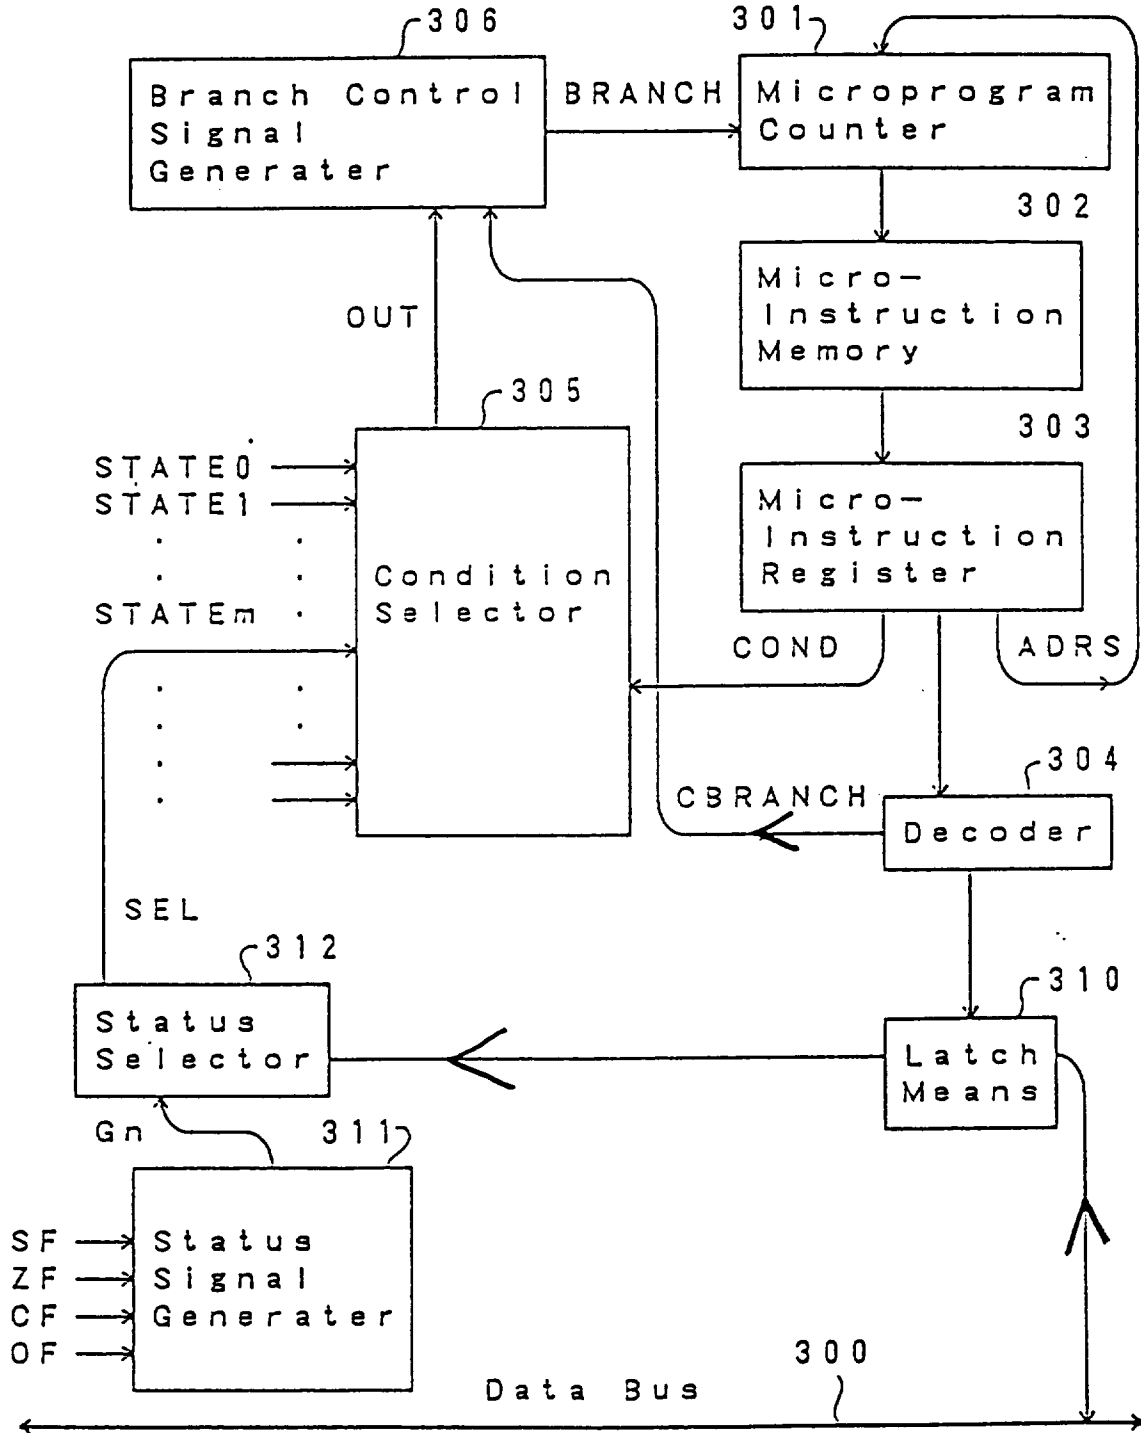 306
301
Branch Control
Signal
Generater
BRANCH
Microprogram
Counter
302
Micro-
Instruction
Memory
OUT
305
303
STATE0
STATE1
STATEm
Condition
Selector
Micro-
Instruction
Register
COND
ADRS
304
CBRANCH
Decoder
SEL
312
310
Status
Selector
Latch
Means
Gn
311
SF
ZF
CF
OF
Status
Signal
Generater
300
Data Bus